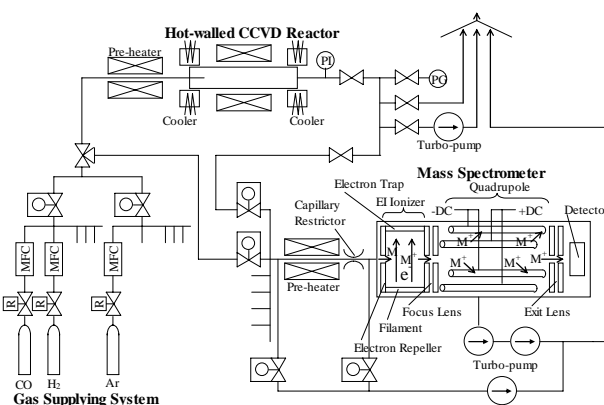 Hot-walled CCVD Reactor
Pre-heater
PI
PG
Cooler
Cooler
Turbo-pump
Mass Spectrometer
Quadrupole
Electron Trap
EI Ionizer
-DC
+DC
Detector
Capillary
Restrictor
M
M+
e-
M+
M+
M+
M+
MFC
MFC
MFC
Pre-heater
Focus Lens
Exit Lens
Filament
Electron Repeller
R
R
R
Turbo-pump
CO
H2
Ar
Gas Supplying System